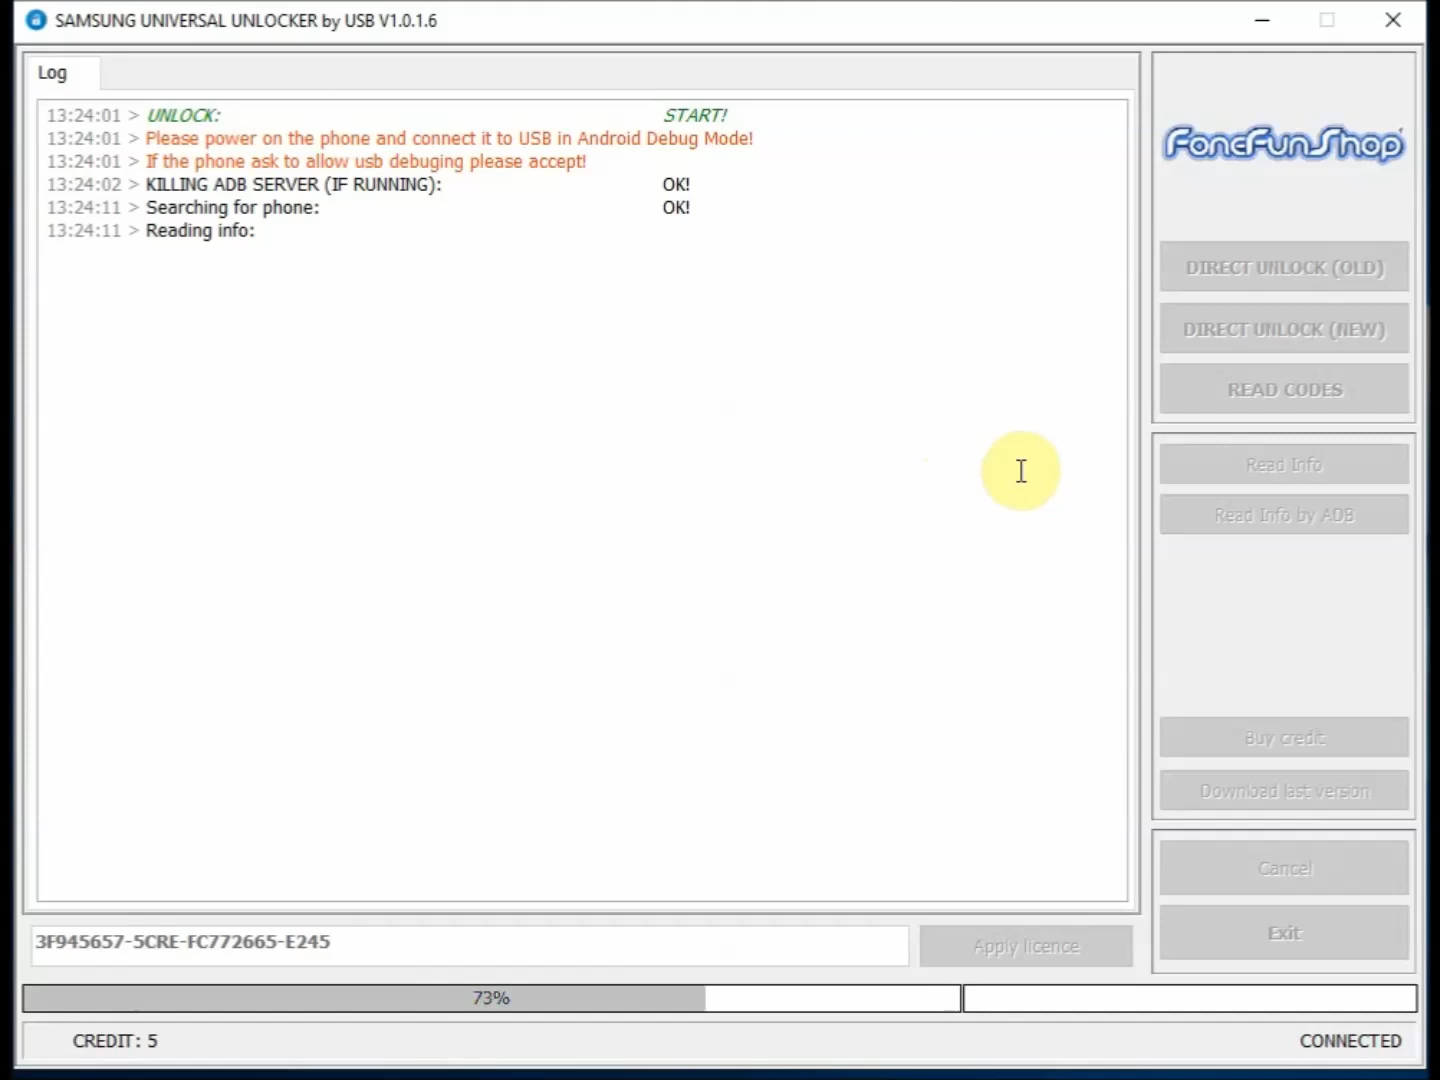 SAMSUNG UNIVERSAL UNLOCKER by USB V1.0.1.6
Log
13:24:01 > UNLOCK: START!
13:24:01 > Please power on the phone and connect it to USB in Android Debug Mode!
13:24:01 > If the phone ask to allow usb debuging please accept!
13:24:02 > KILLING ADB SERVER (IF RUNNING): OK!
13:24:11 > Searching for phone: OK!
13:24:11 > Reading info:
FoneFunShop
DIRECT UNLOCK (OLD)
DIRECT UNLOCK (NEW)
READ CODES
Read Info
Read Info by ADB
Buy credit
Download last version
Cancel
Exit
3F945657-5CRE-FC772665-E245
Apply licence
73%
CREDIT: 5
CONNECTED